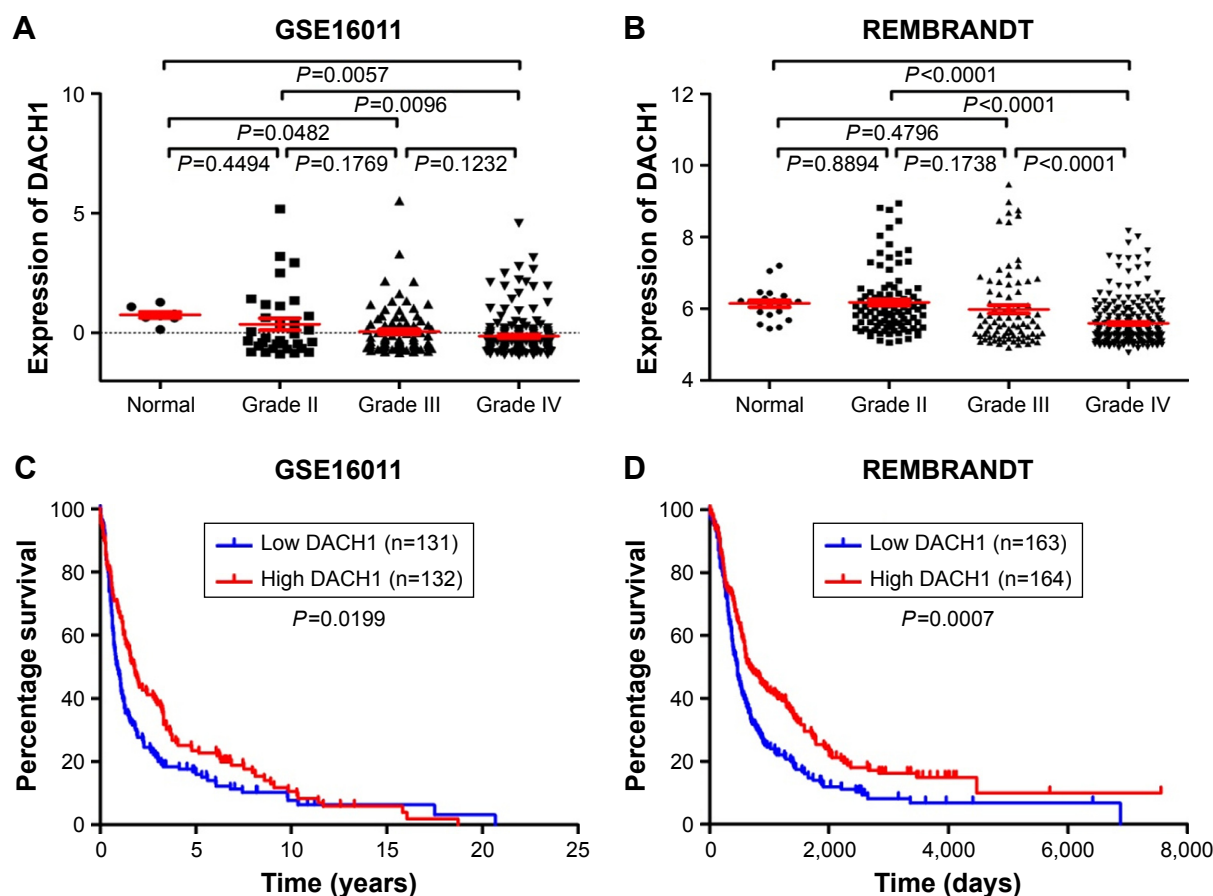 A
GSE16011
P=0.0057
P=0.0096
P=0.0482
P=0.4494
P=0.1769
P=0.1232
10
5
0
Expression of DACH1
Normal
Grade II
Grade III
Grade IV
B
REMBRANDT
P<0.0001
P<0.0001
P=0.4796
P=0.8894
P=0.1738
P<0.0001
12
10
8
6
4
Expression of DACH1
Normal
Grade II
Grade III
Grade IV
C
GSE16011
Low DACH1 (n=131)
High DACH1 (n=132)
P=0.0199
100
80
60
40
20
0
Percentage survival
0
5
10
15
20
25
Time (years)
D
REMBRANDT
Low DACH1 (n=163)
High DACH1 (n=164)
P=0.0007
100
80
60
40
20
0
Percentage survival
0
2,000
4,000
6,000
8,000
Time (days)